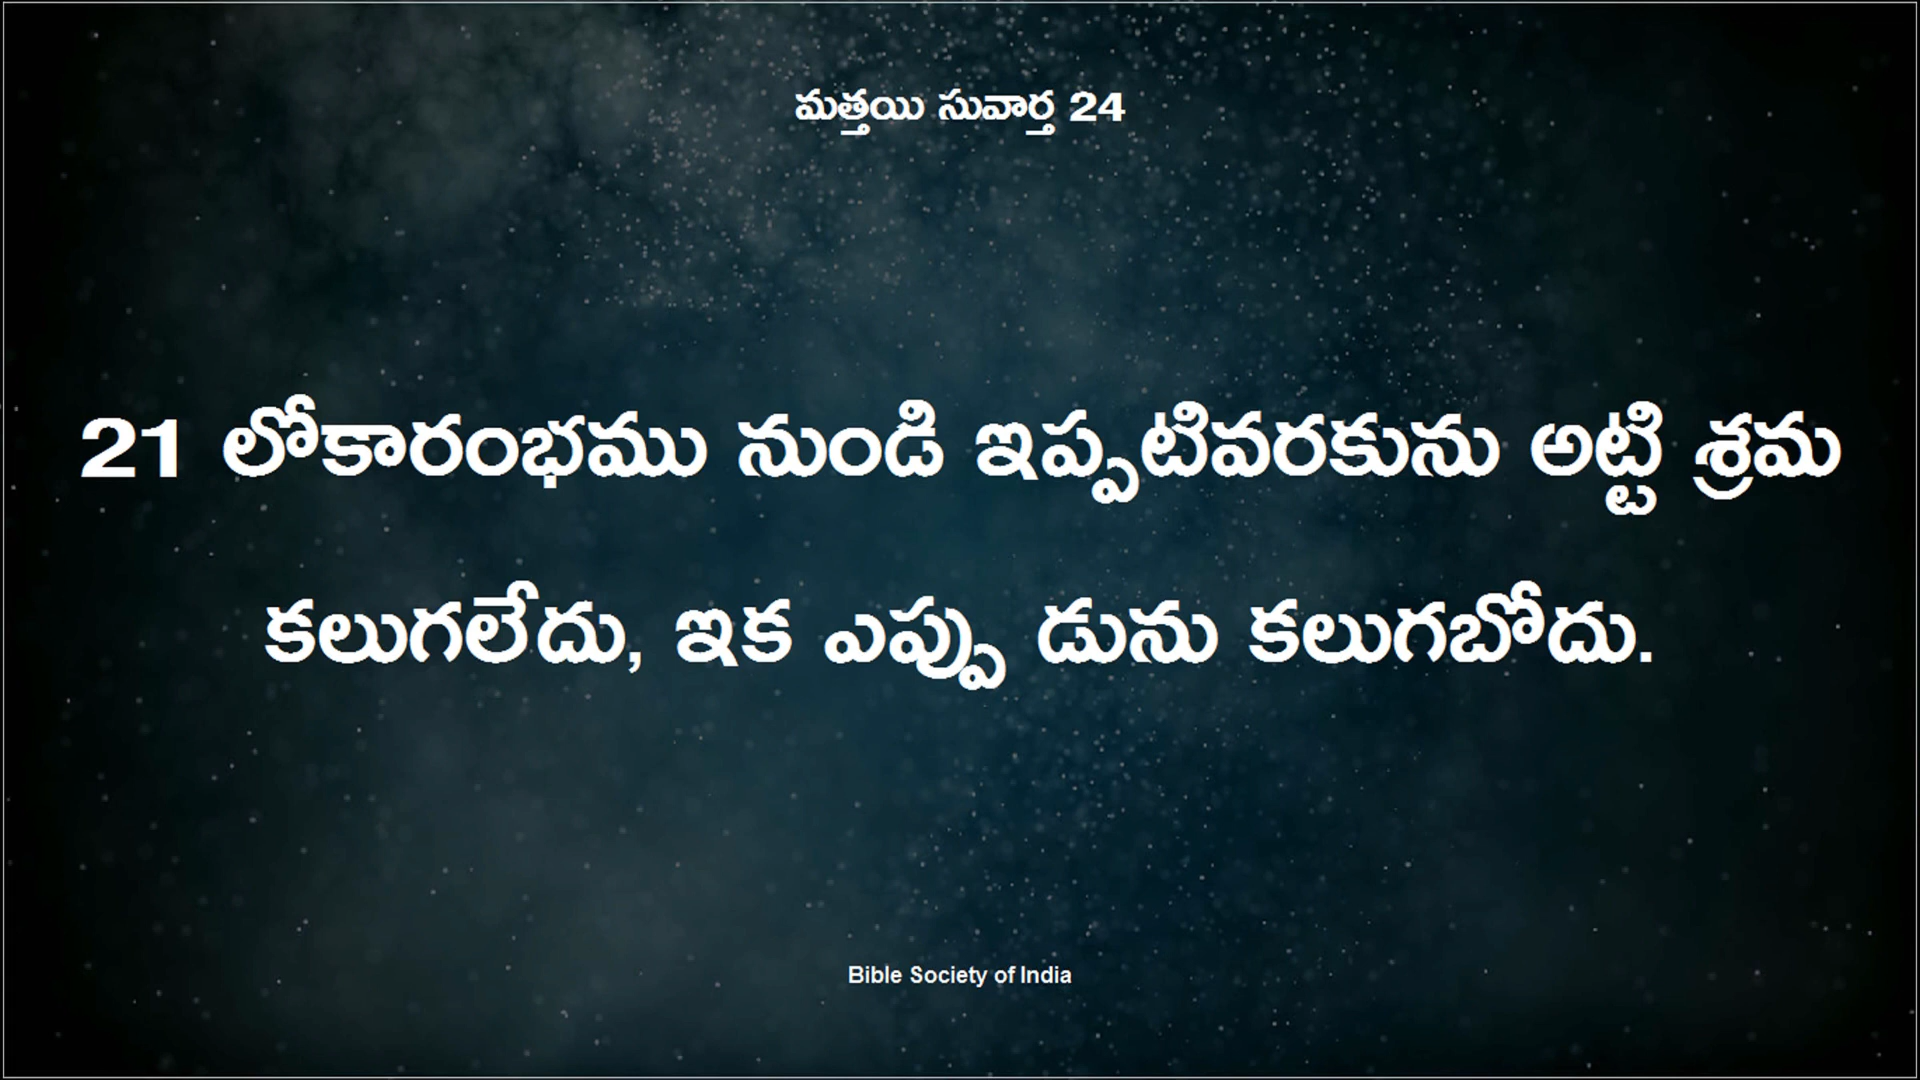 మత్తయి సువార్త 24
21 లోకారంభము నుండి ఇప్పటివరకును అట్టి శ్రమ
కలుగలేదు, ఇక ఎప్పు డును కలుగబోదు.
Bible Society of India